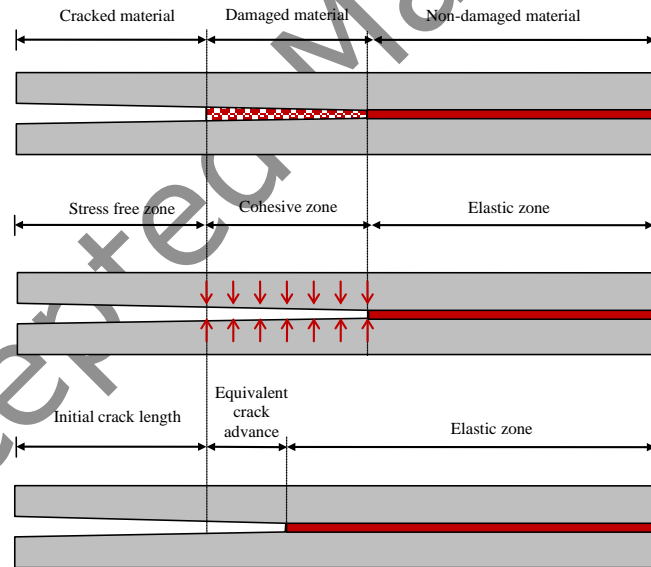 Cracked material Damaged material Non-damaged material
Stress free zone Cohesive zone Elastic zone
Initial crack length Equivalent crack advance Elastic zone